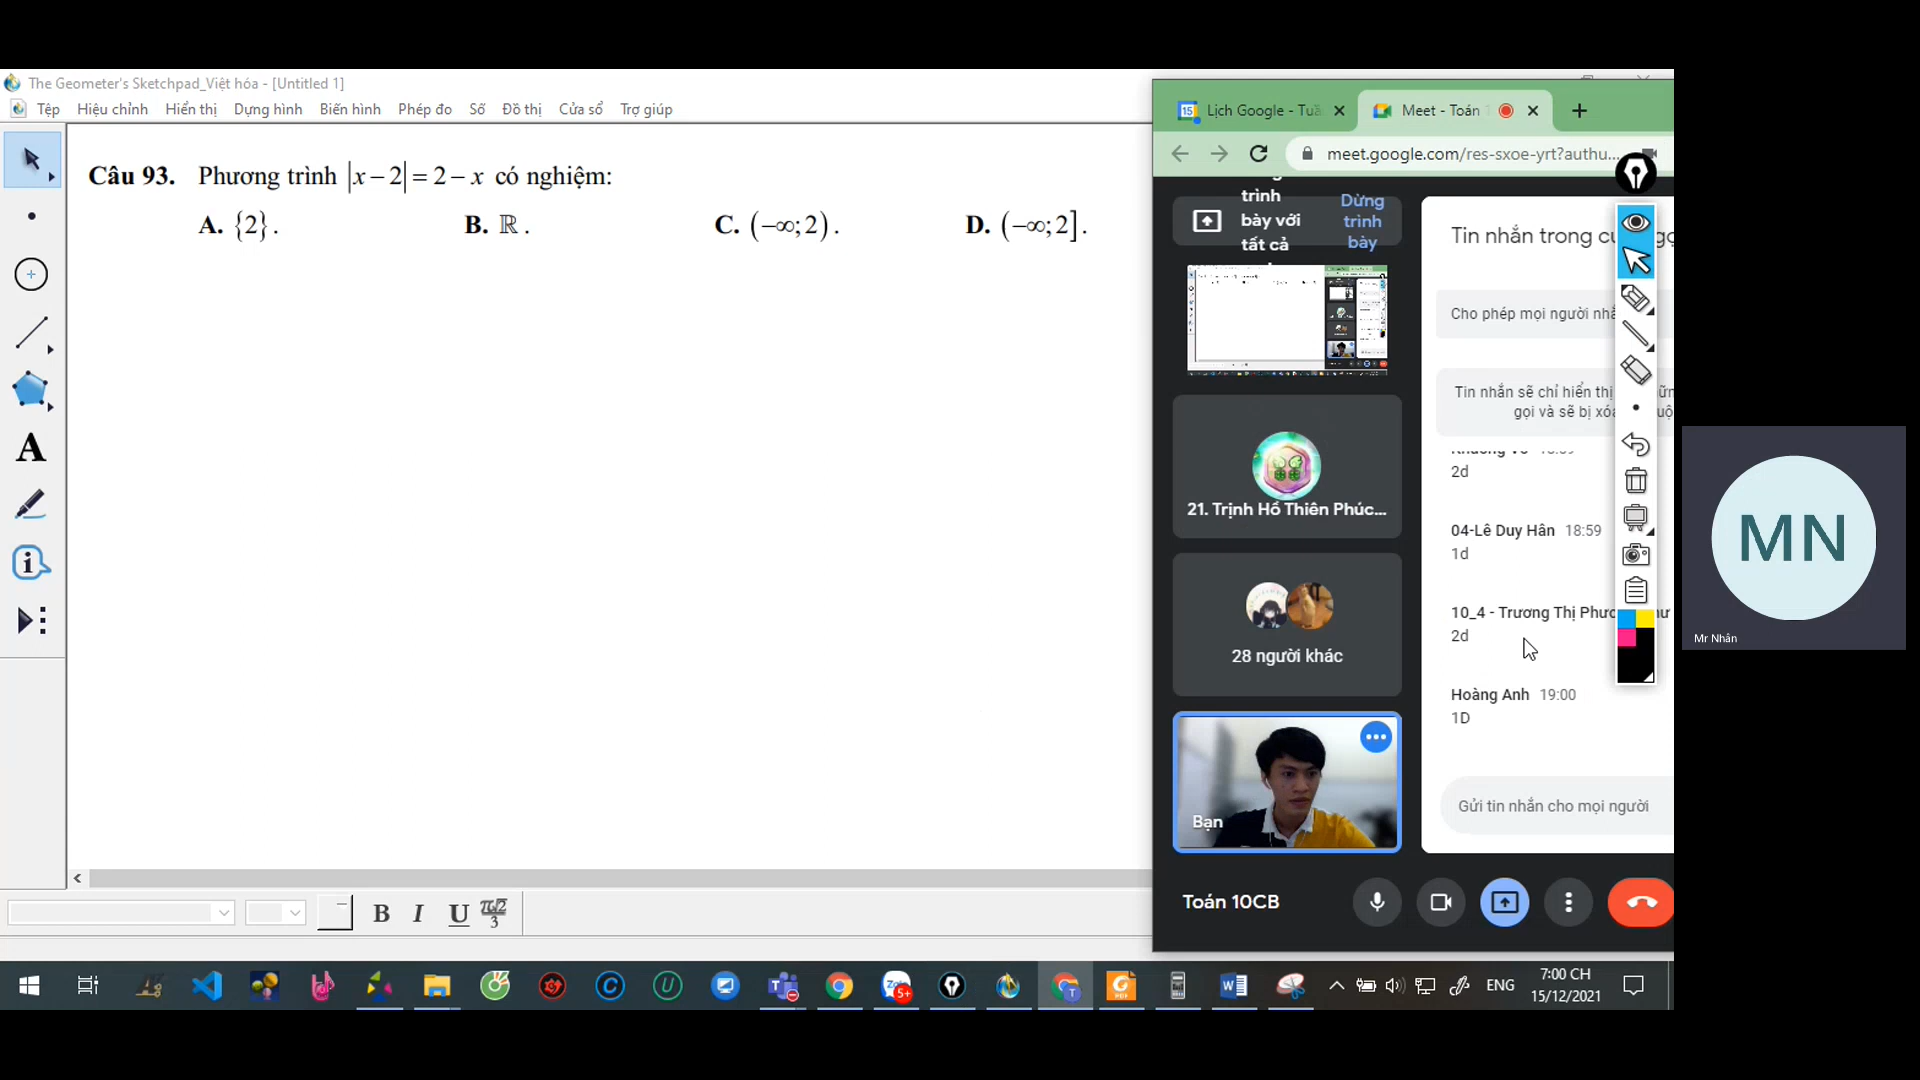 The Geometer's Sketchpad_Việt hóa - [Untitled 1]
Tệp Hiệu chỉnh Hiển thị Dựng hình Biến hình Phép đo Số Đồ thị Cửa sổ Trợ giúp
Câu 93. Phương trình |x − 2| = 2 − x có nghiệm:
A. {2}. B. ℝ. C. (−∞; 2). D. (−∞; 2].
A
B I U
Lịch Google - Tuầ
Meet - Toán 1
meet.google.com/res-sxoe-yrt?authu...
trình
bày với
tất cả
Dừng
trình
bày
21. Trịnh Hồ Thiên Phúc...
28 người khác
Bạn
Tin nhắn trong cu
Cho phép mọi người nhắ
Tin nhắn sẽ chỉ hiển thị
gọi và sẽ bị xóa
2d
04-Lê Duy Hân 18:59
1d
10_4 - Trương Thị Phươ
2d
Hoàng Anh 19:00
1D
Gửi tin nhắn cho mọi người
Toán 10CB
MN
Mr Nhân
ENG
7:00 CH
15/12/2021